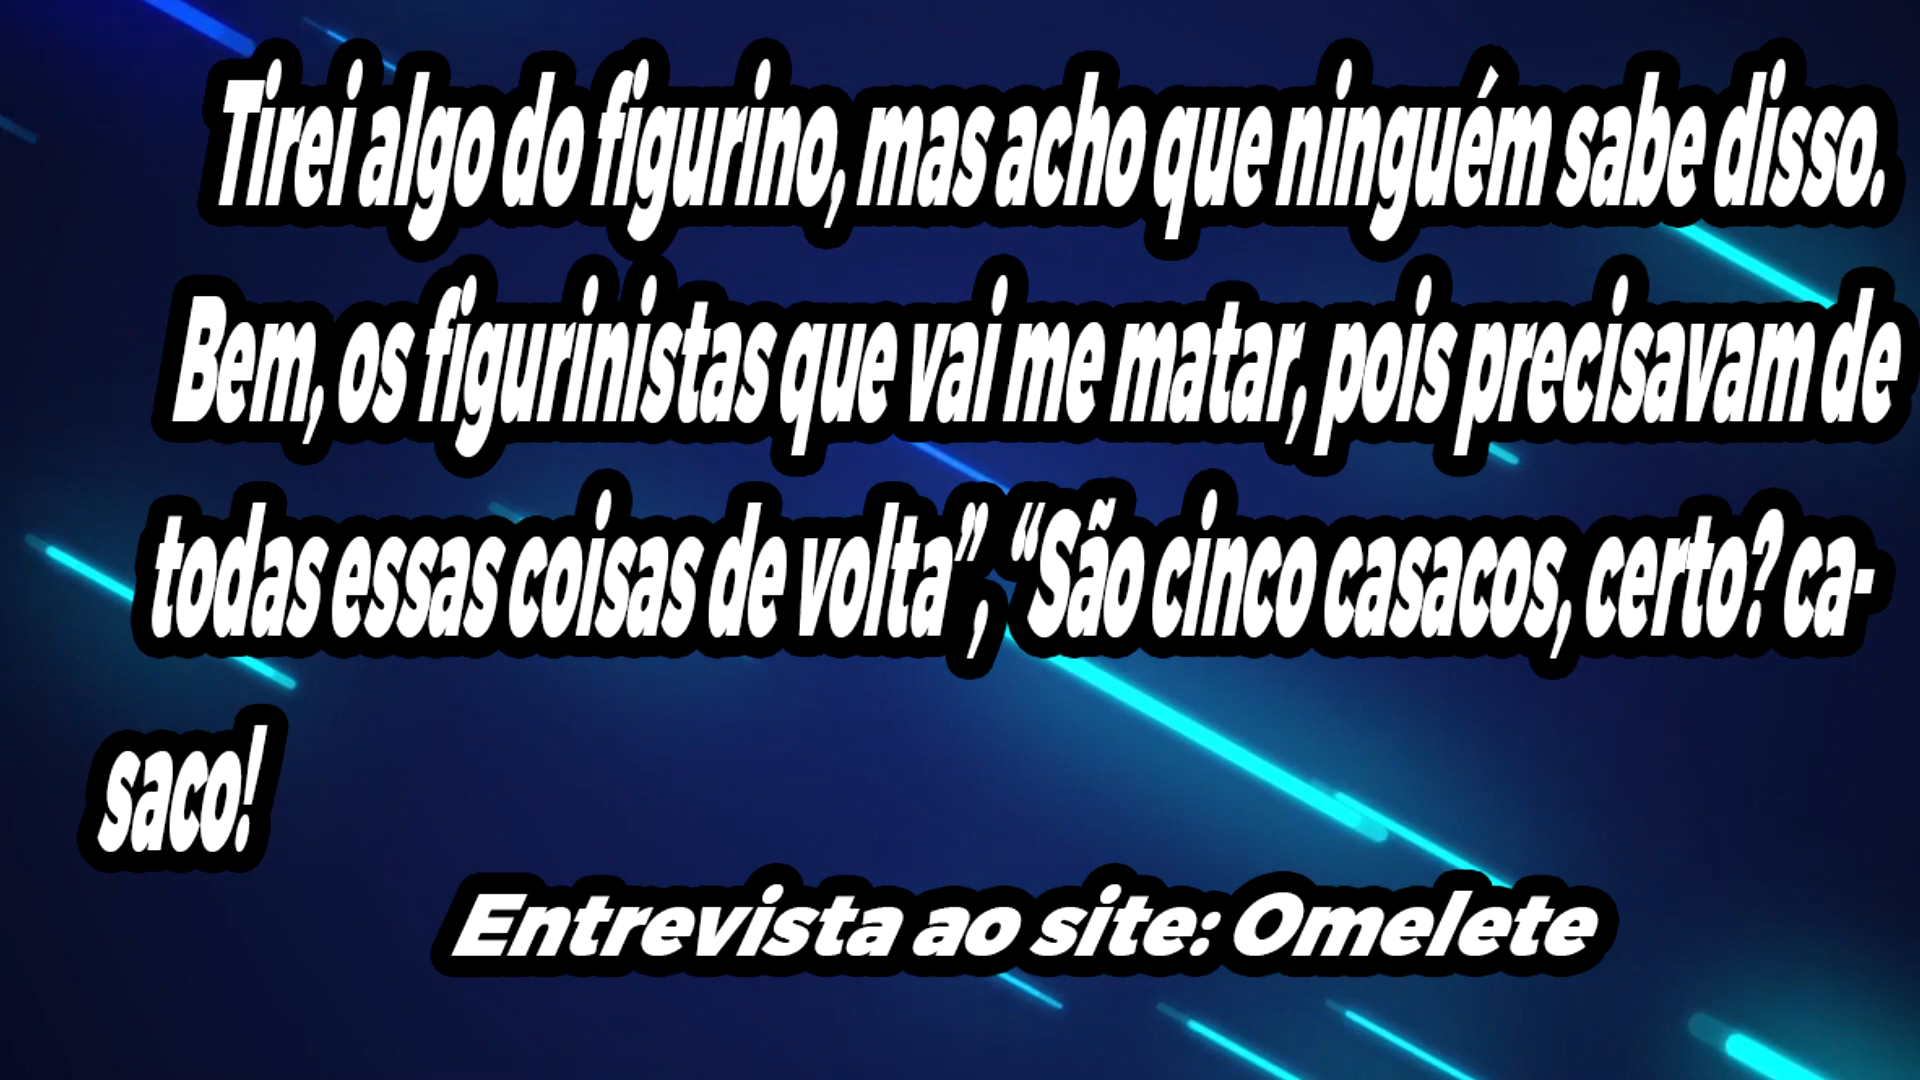 Tirei algo do figurino, mas acho que ninguém sabe disso.
Bem, os figurinistas que vai me matar, pois precisavam de
todas essas coisas de volta”, “São cinco casacos, certo? ca-
saco!
Entrevista ao site: Omelete